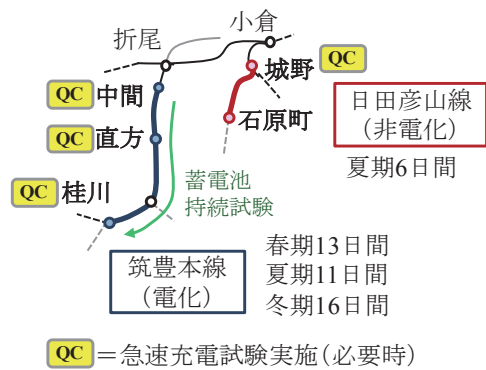 小倉
折尾
城野 QC
QC 中間
石原町
QC 直方
日田彦山線
(非電化)
夏期6日間
QC 桂川
蓄電池
持続試験
筑豊本線
(電化)
春期13日間
夏期11日間
冬期16日間
QC =急速充電試験実施(必要時)